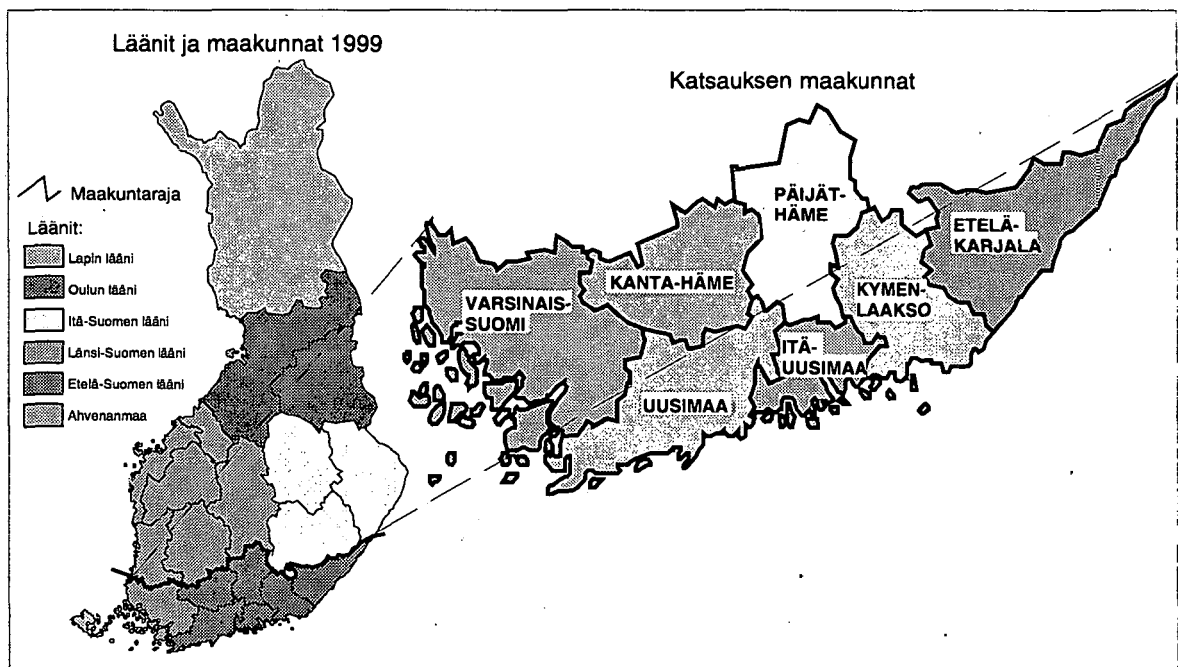 Läänit ja maakunnat 1999
Maakuntaraja
Läänit:
Lapin lääni
Oulun lääni
Itä-Suomen lääni
Länsi-Suomen lääni
Etelä-Suomen lääni
Ahvenanmaa
Katsauksen maakunnat
VARSINAIS-
SUOMI
KANTA-HÄME
PÄIJÄT-
HÄME
UUSIMAA
ITÄ-
UUSIMAA
KYMEN-
LAAKSO
ETELÄ-
KARJALA